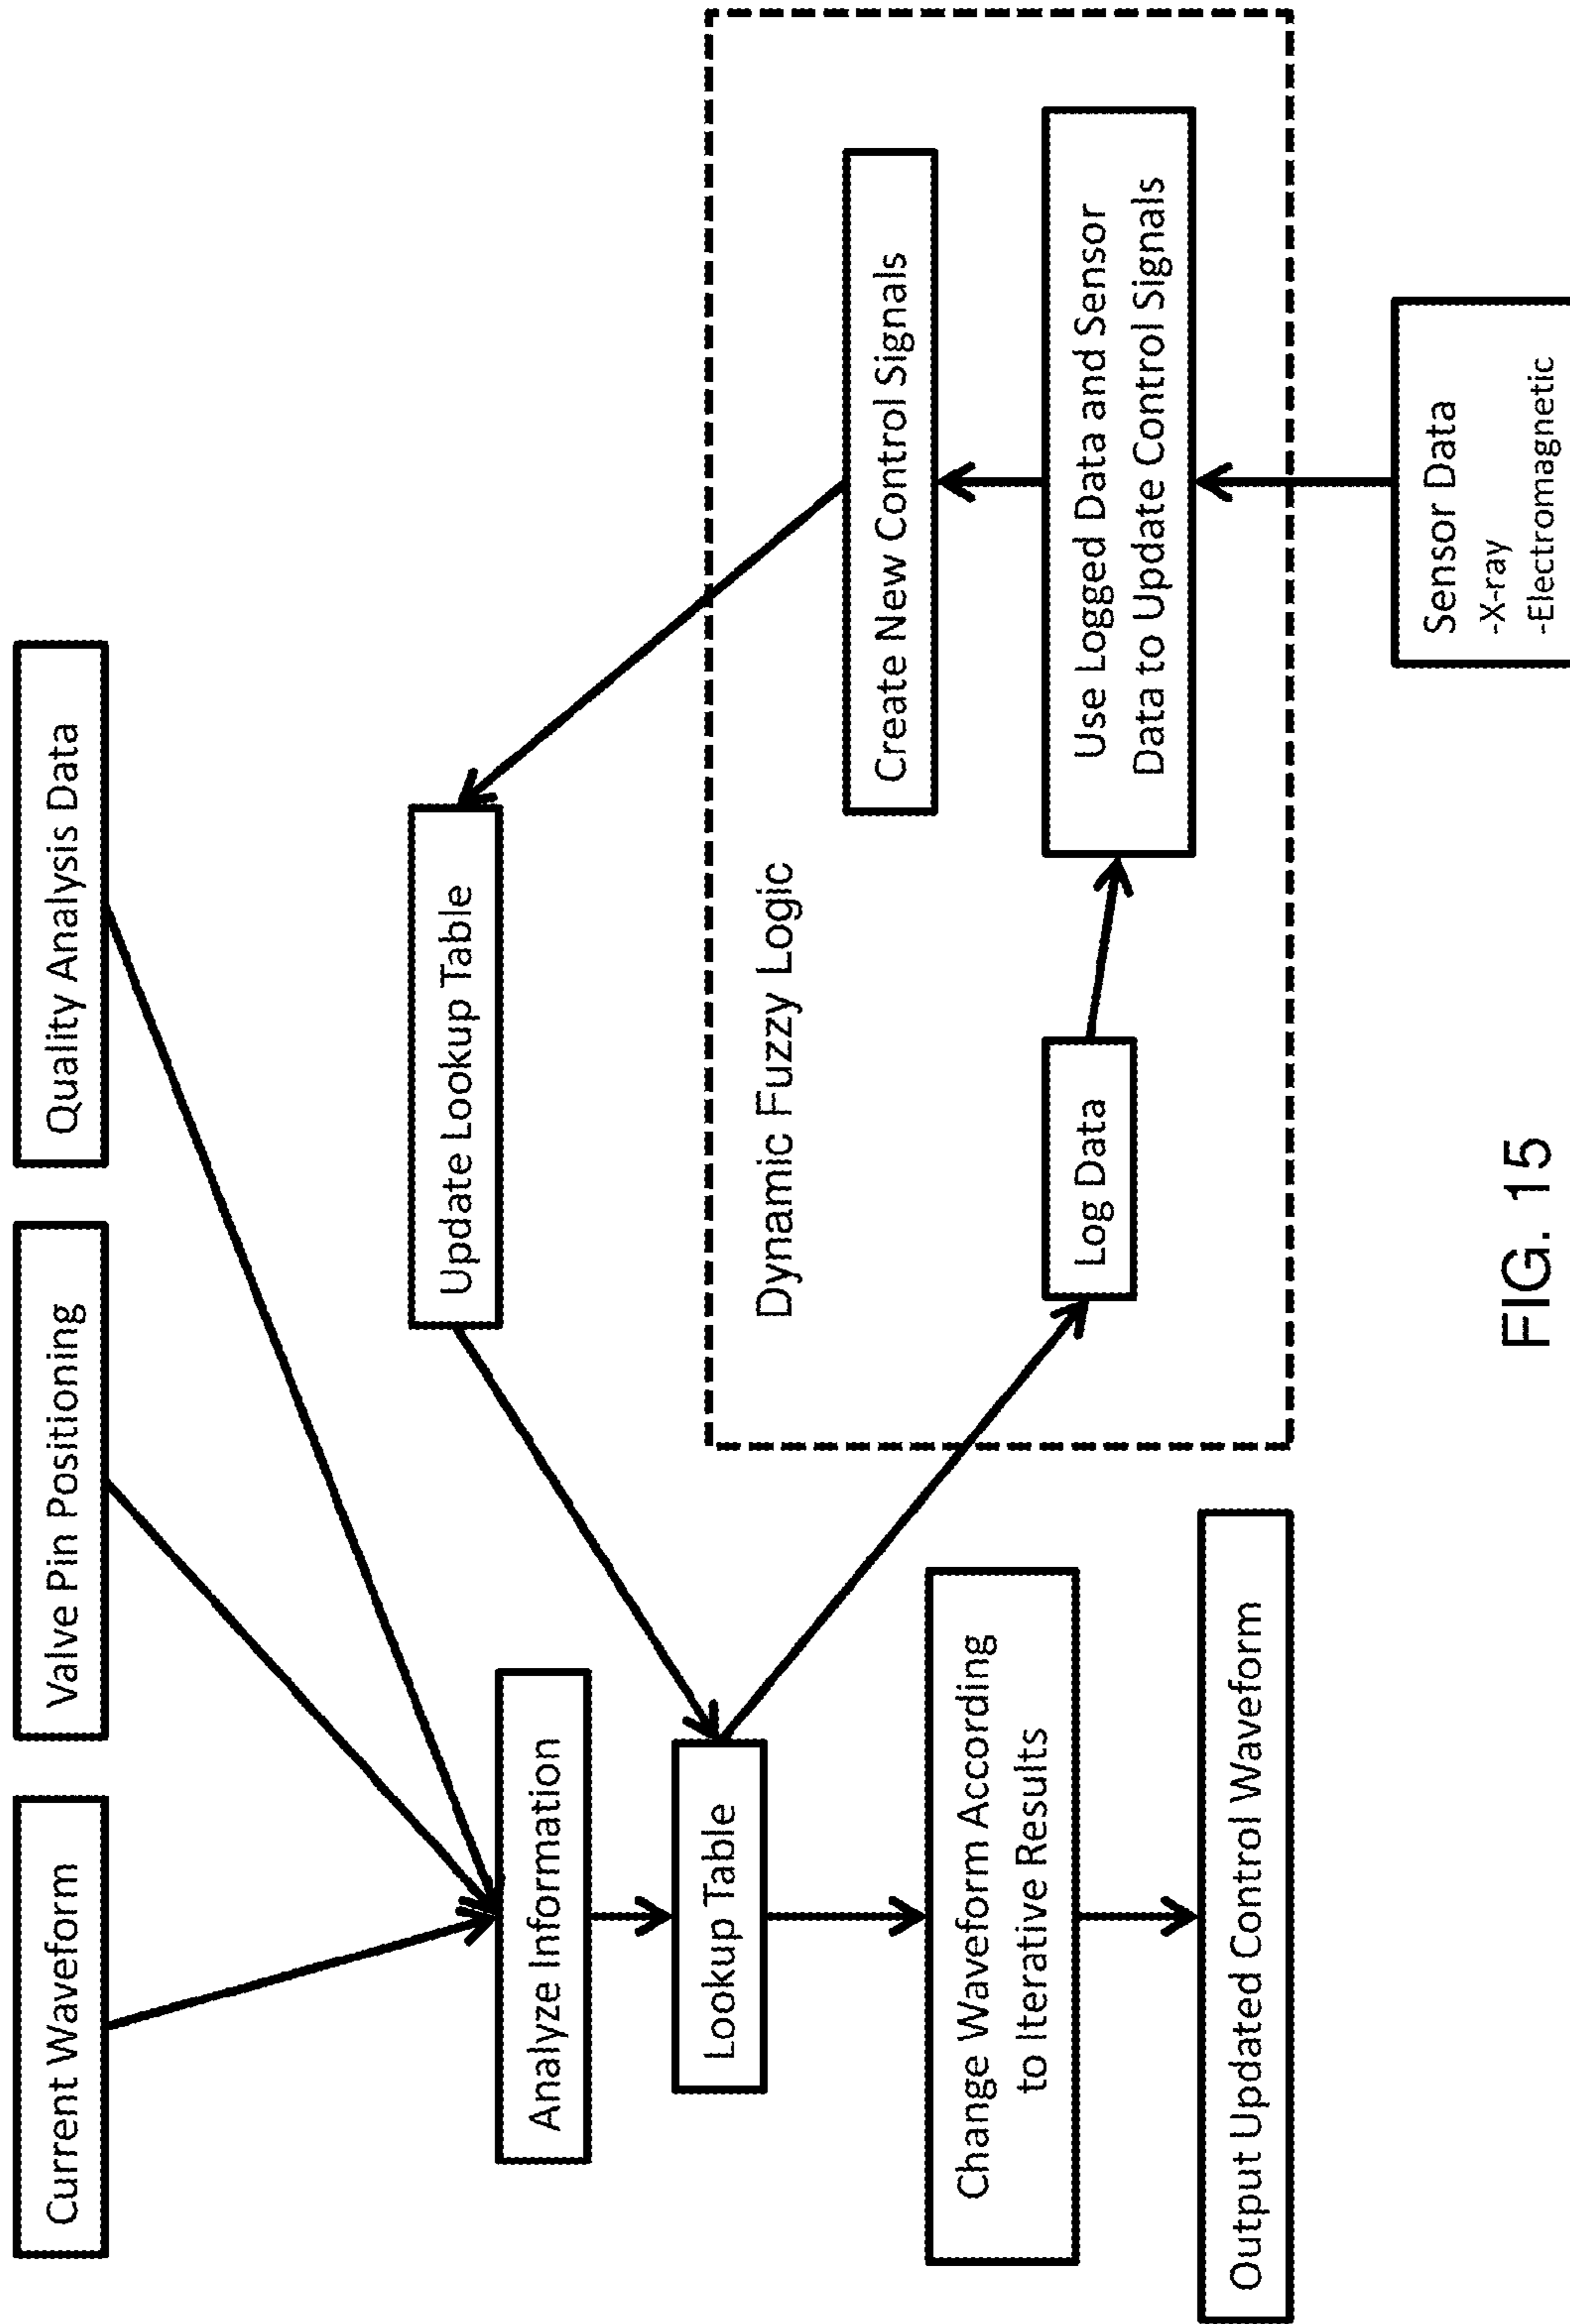 Current Waveform
Valve Pin Positioning
Quality Analysis Data
Analyze Information
Update Lookup Table
Lookup Table
Dynamic Fuzzy Logic
Change Waveform According
to Iterative Results
Create New Control Signals
Log Data
Use Logged Data and Sensor
Data to Update Control Signals
Output Updated Control Waveform
Sensor Data
-X-ray
-Electromagnetic
FIG. 15